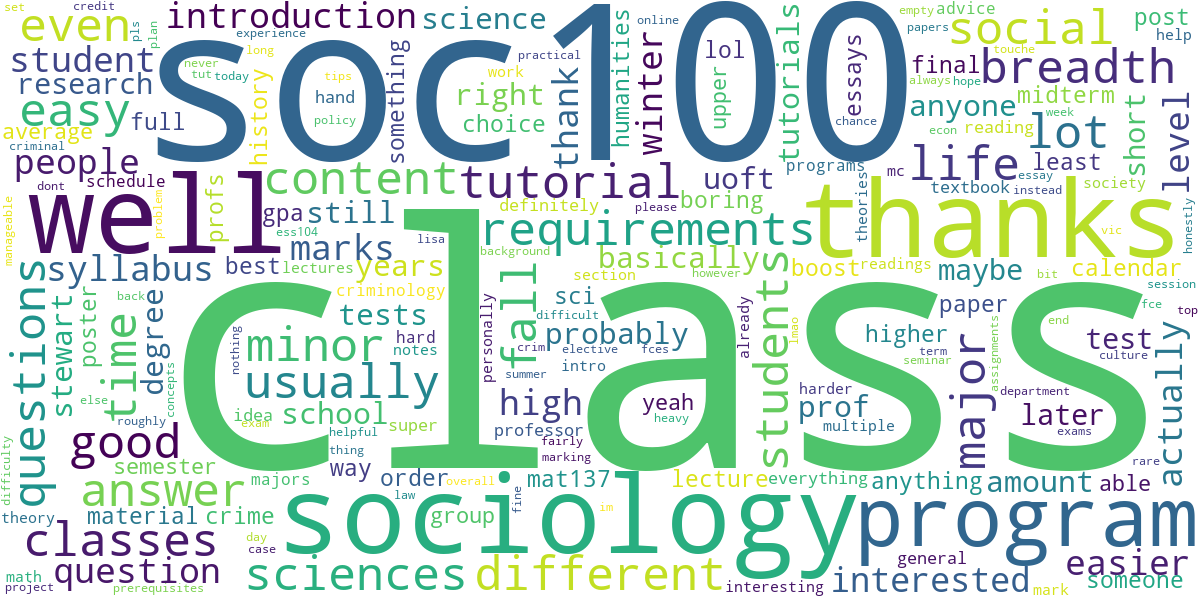 soc100
class
sociology
program
thanks
well
even
introduction
science
social
post
help
set
credit
pls
plan
experience
student
research
easy
average
criminal
people
dont
schedule
full
history
long
never
tut
today
tips
hand
policy
something
work
right
choice
practical
thank
humanities
online
winter
lol
upper
tutorials
essays
chance
final
empty
papers
advice
always
touche
hope
breadth
anyone
midterm
week
econ
reading
lot
short
level
life
least
mc
essay
textbook
instead
society
vic
honestly
theories
programs
uoft
boring
please
tutorial
content
definitely
requirements
basically
background
section
however
gpa
ess104
still
marks
lisa
profs
problem
manageable
syllabus
best
lectures
years
criminology
tests
hard
notes
fall
personally
sci
difficult
probably
crim
elective
fces
summer
intro
already
students
boost
readings
lmao
maybe
calendar
bit
session
fce
top
paper
end
test
culture
higher
term
seminar
assignments
harder
department
major
later
exams
actually
rare
prof
multiple
yeah
heavy
high
professor
fairly
marking
minor
usually
school
idea
exam
super
helpful
thing
way
order
law
overall
nothing
questions
stewart
poster
time
back
degree
else
roughly
concepts
good
semester
answer
majors
difficulty
theory
material
crime
group
fine
im
mat137
lecture
everything
anything
amount
able
classes
day
case
question
math
project
prerequisites
sciences
different
interesting
interested
general
easier
someone
mark